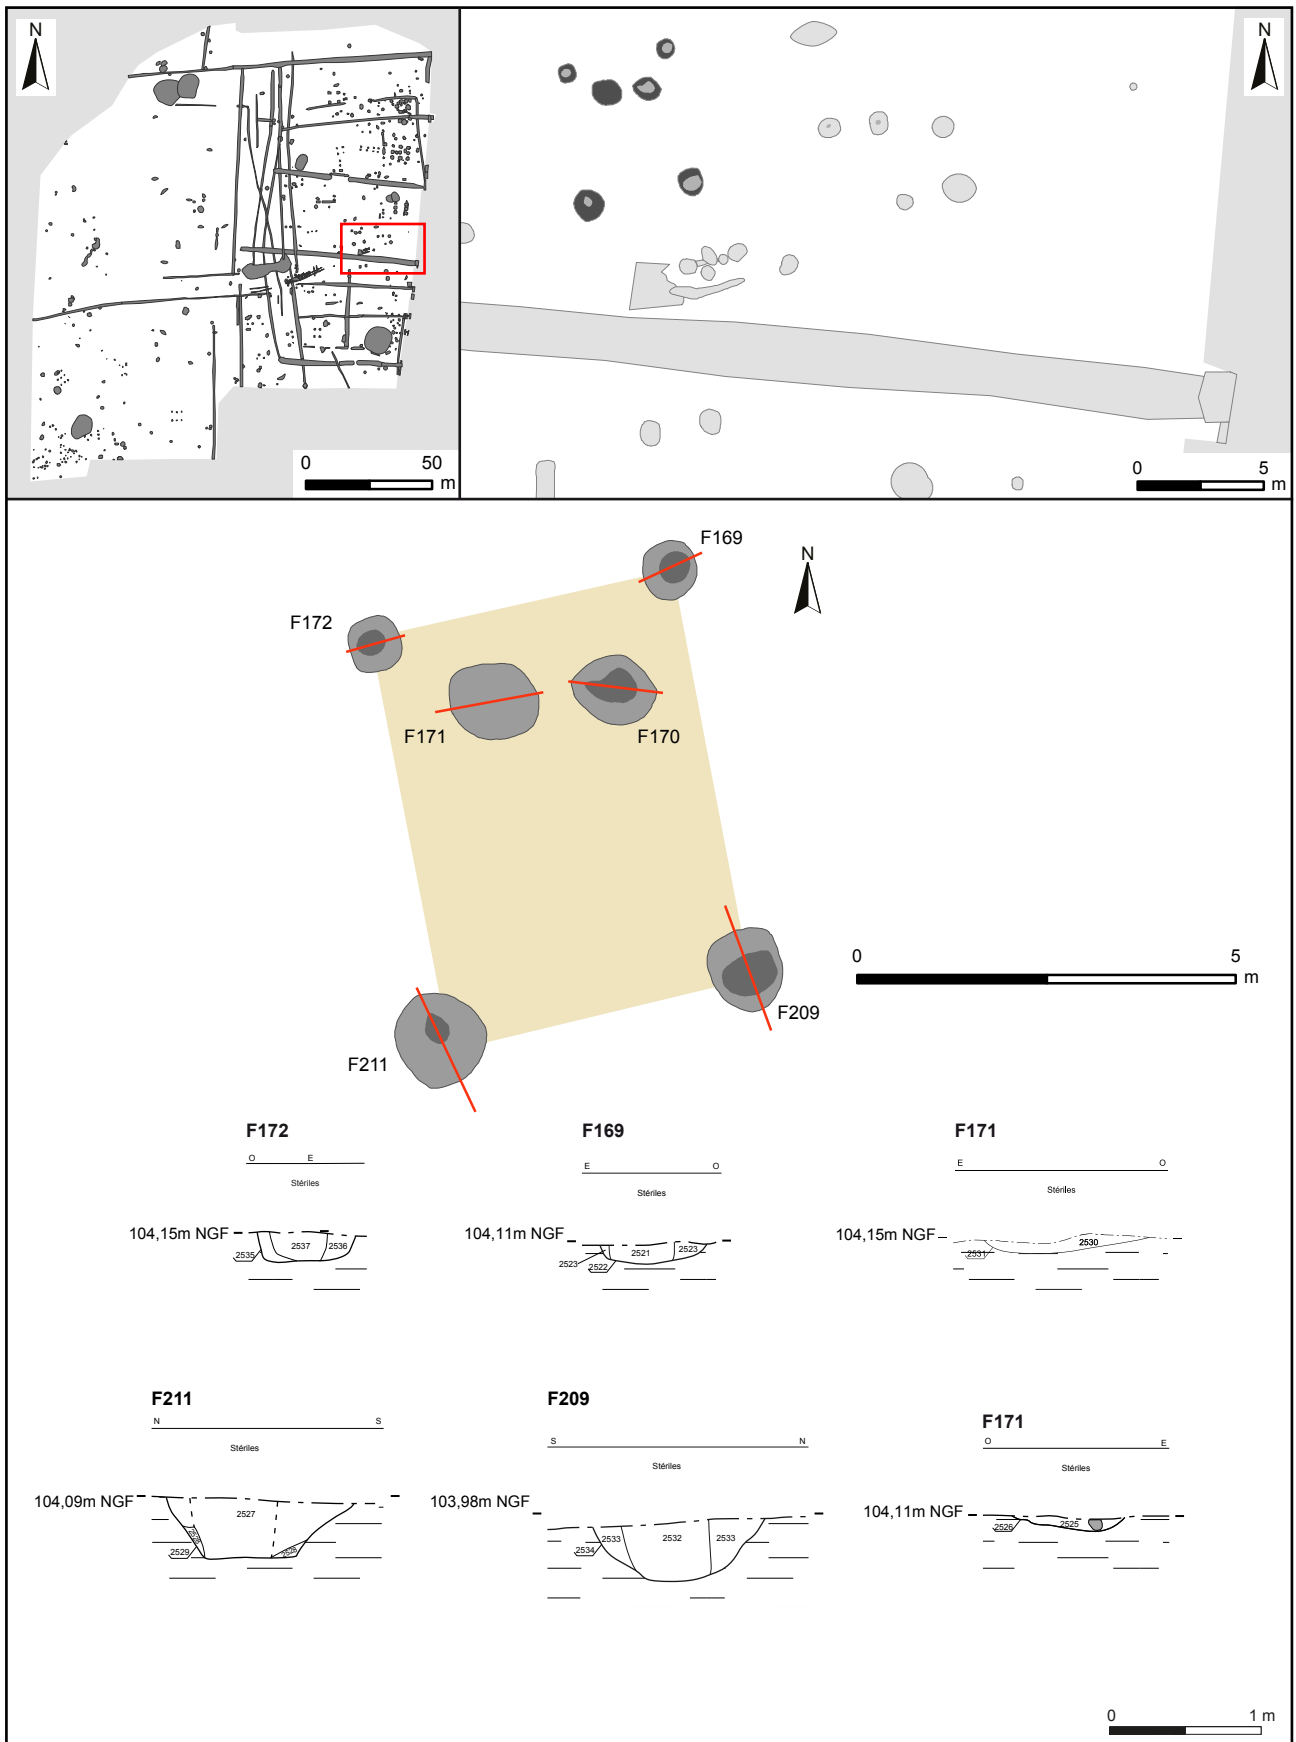 N
0 50
m
N
0 5
m
F169
N
F172
F171
F170
0 5
m
F209
F211
F172
O E
Stériles
104,15m NGF
2535
2537
2536
F169
E O
Stériles
104,11m NGF
2523
2522
2521
2523
F171
E O
Stériles
104,15m NGF
2531
2530
F211
N S
Stériles
104,09m NGF
2529
2528
2527
2528
F209
S N
Stériles
103,98m NGF
2534
2533
2532
2533
F171
O E
Stériles
104,11m NGF
2526
2525
0 1 m